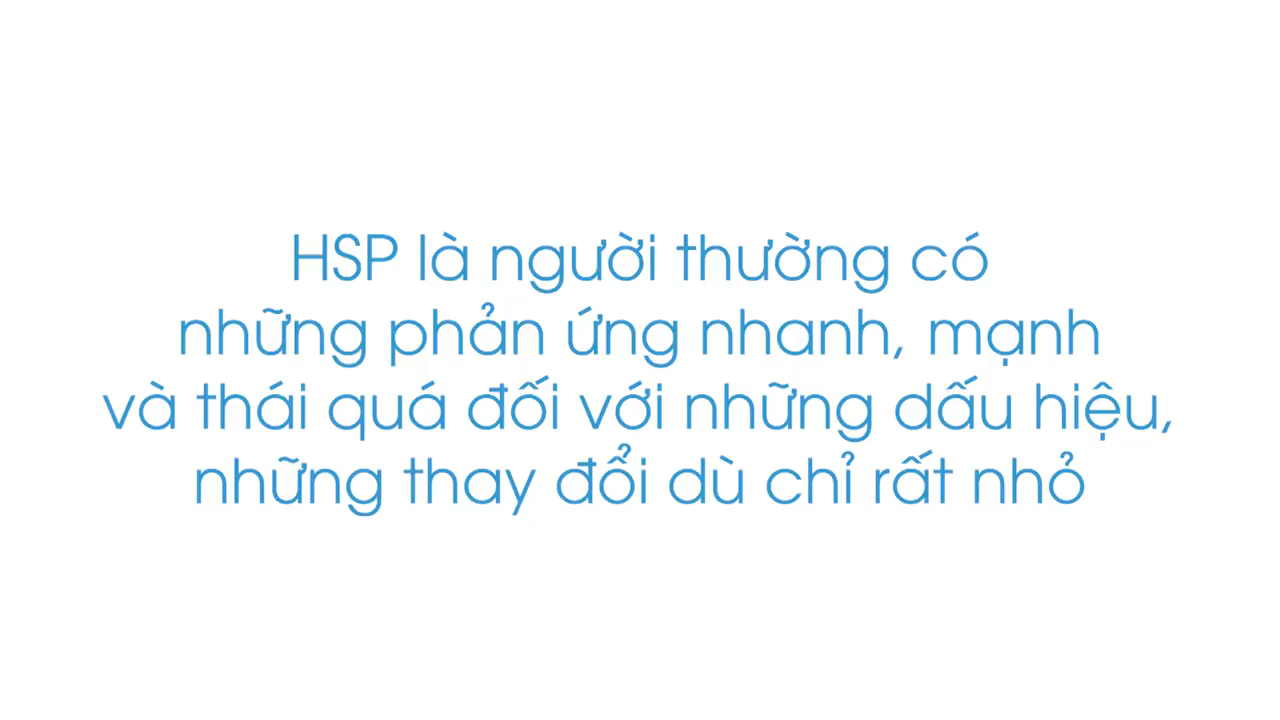 HSP là người thường có
những phản ứng nhanh, mạnh
và thái quá đối với những dấu hiệu,
những thay đổi dù chỉ rất nhỏ